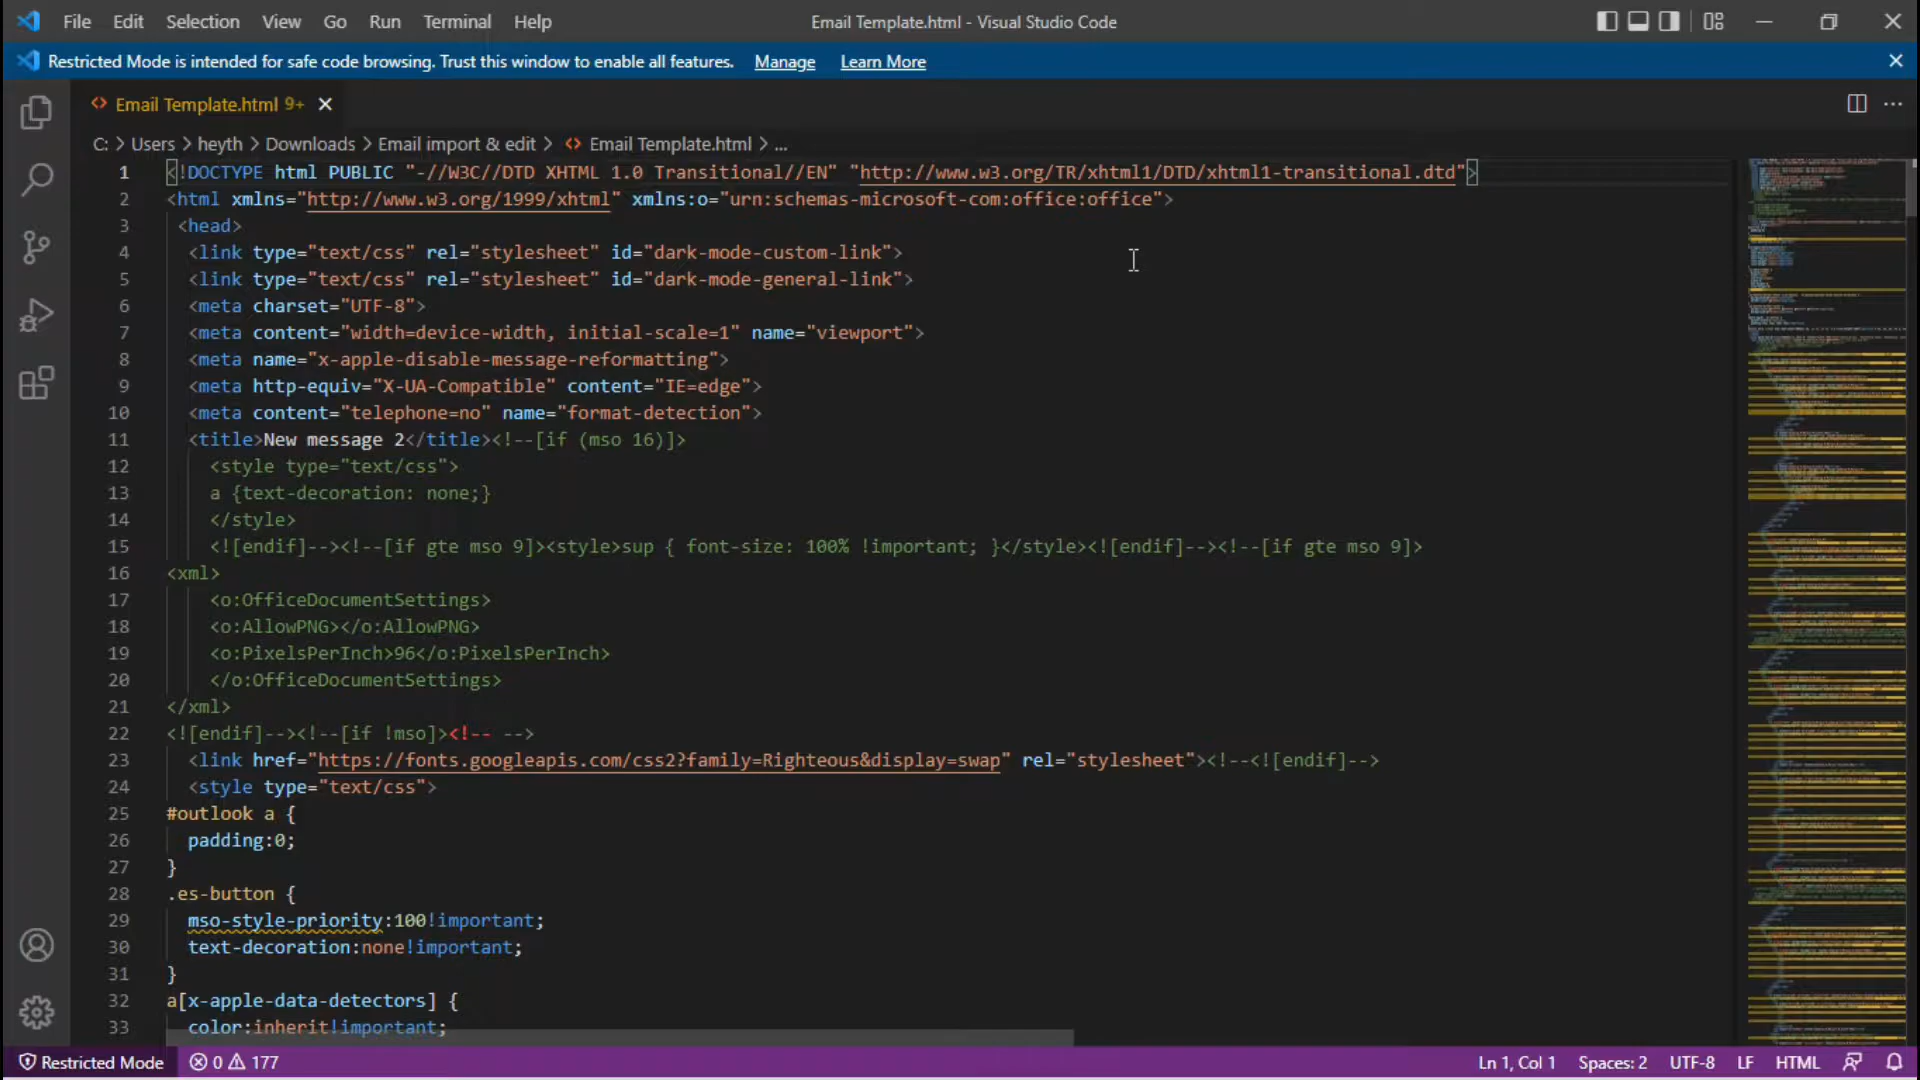 File Edit Selection View Go Run Terminal Help Email Template.html - Visual Studio Code
Restricted Mode is intended for safe code browsing. Trust this window to enable all features. Manage Learn More
Email Template.html 9+
C: > Users > heyth > Downloads > Email import & edit > Email Template.html > ...
1 <!DOCTYPE html PUBLIC "-//W3C//DTD XHTML 1.0 Transitional//EN" "http://www.w3.org/TR/xhtml1/DTD/xhtml1-transitional.dtd">
2 <html xmlns="http://www.w3.org/1999/xhtml" xmlns:o="urn:schemas-microsoft-com:office:office">
3 <head>
4 <link type="text/css" rel="stylesheet" id="dark-mode-custom-link">
5 <link type="text/css" rel="stylesheet" id="dark-mode-general-link">
6 <meta charset="UTF-8">
7 <meta content="width=device-width, initial-scale=1" name="viewport">
8 <meta name="x-apple-disable-message-reformatting">
9 <meta http-equiv="X-UA-Compatible" content="IE=edge">
10 <meta content="telephone=no" name="format-detection">
11 <title>New message 2</title><!--[if (mso 16)]>
12 <style type="text/css">
13 a {text-decoration: none;}
14 </style>
15 <![endif]--><!--[if gte mso 9]><style>sup { font-size: 100% !important; }</style><![endif]--><!--[if gte mso 9]>
16 <xml>
17 <o:OfficeDocumentSettings>
18 <o:AllowPNG></o:AllowPNG>
19 <o:PixelsPerInch>96</o:PixelsPerInch>
20 </o:OfficeDocumentSettings>
21 </xml>
22 <![endif]--><!--[if !mso]><!-- -->
23 <link href="https://fonts.googleapis.com/css2?family=Righteous&display=swap" rel="stylesheet"><!--<![endif]-->
24 <style type="text/css">
25 #outlook a {
26 padding:0;
27 }
28 .es-button {
29 mso-style-priority:100!important;
30 text-decoration:none!important;
31 }
32 a[x-apple-data-detectors] {
33 color:inherit!important;
Restricted Mode 0 177 Ln 1, Col 1 Spaces: 2 UTF-8 LF HTML